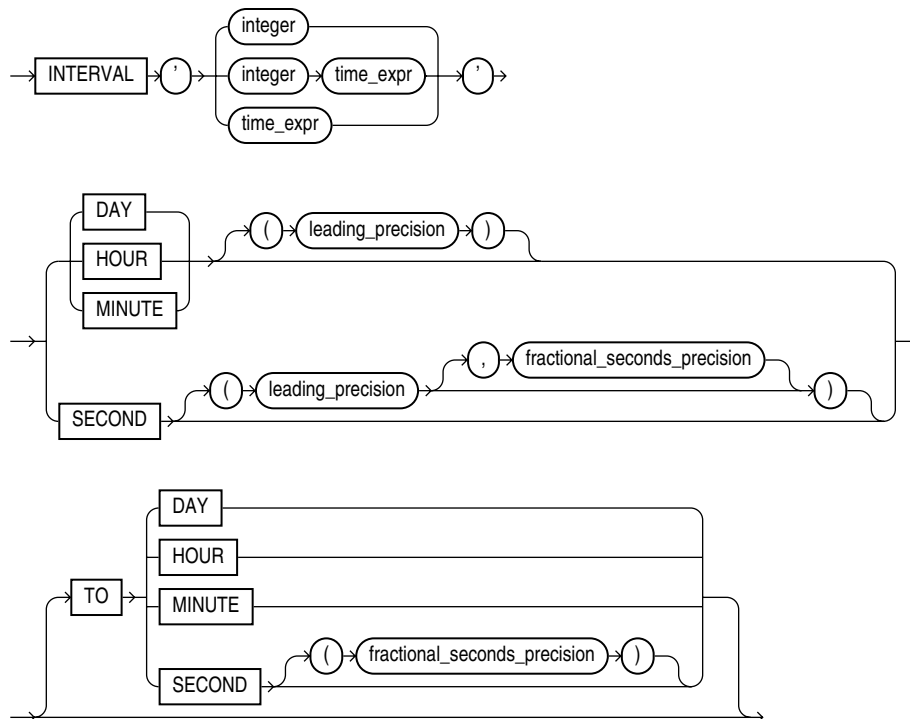 integer
INTERVAL ' integer time_expr '
time_expr
DAY
( leading_precision )
HOUR
MINUTE
, fractional_seconds_precision
( leading_precision )
SECOND
DAY
HOUR
TO MINUTE
( fractional_seconds_precision )
SECOND